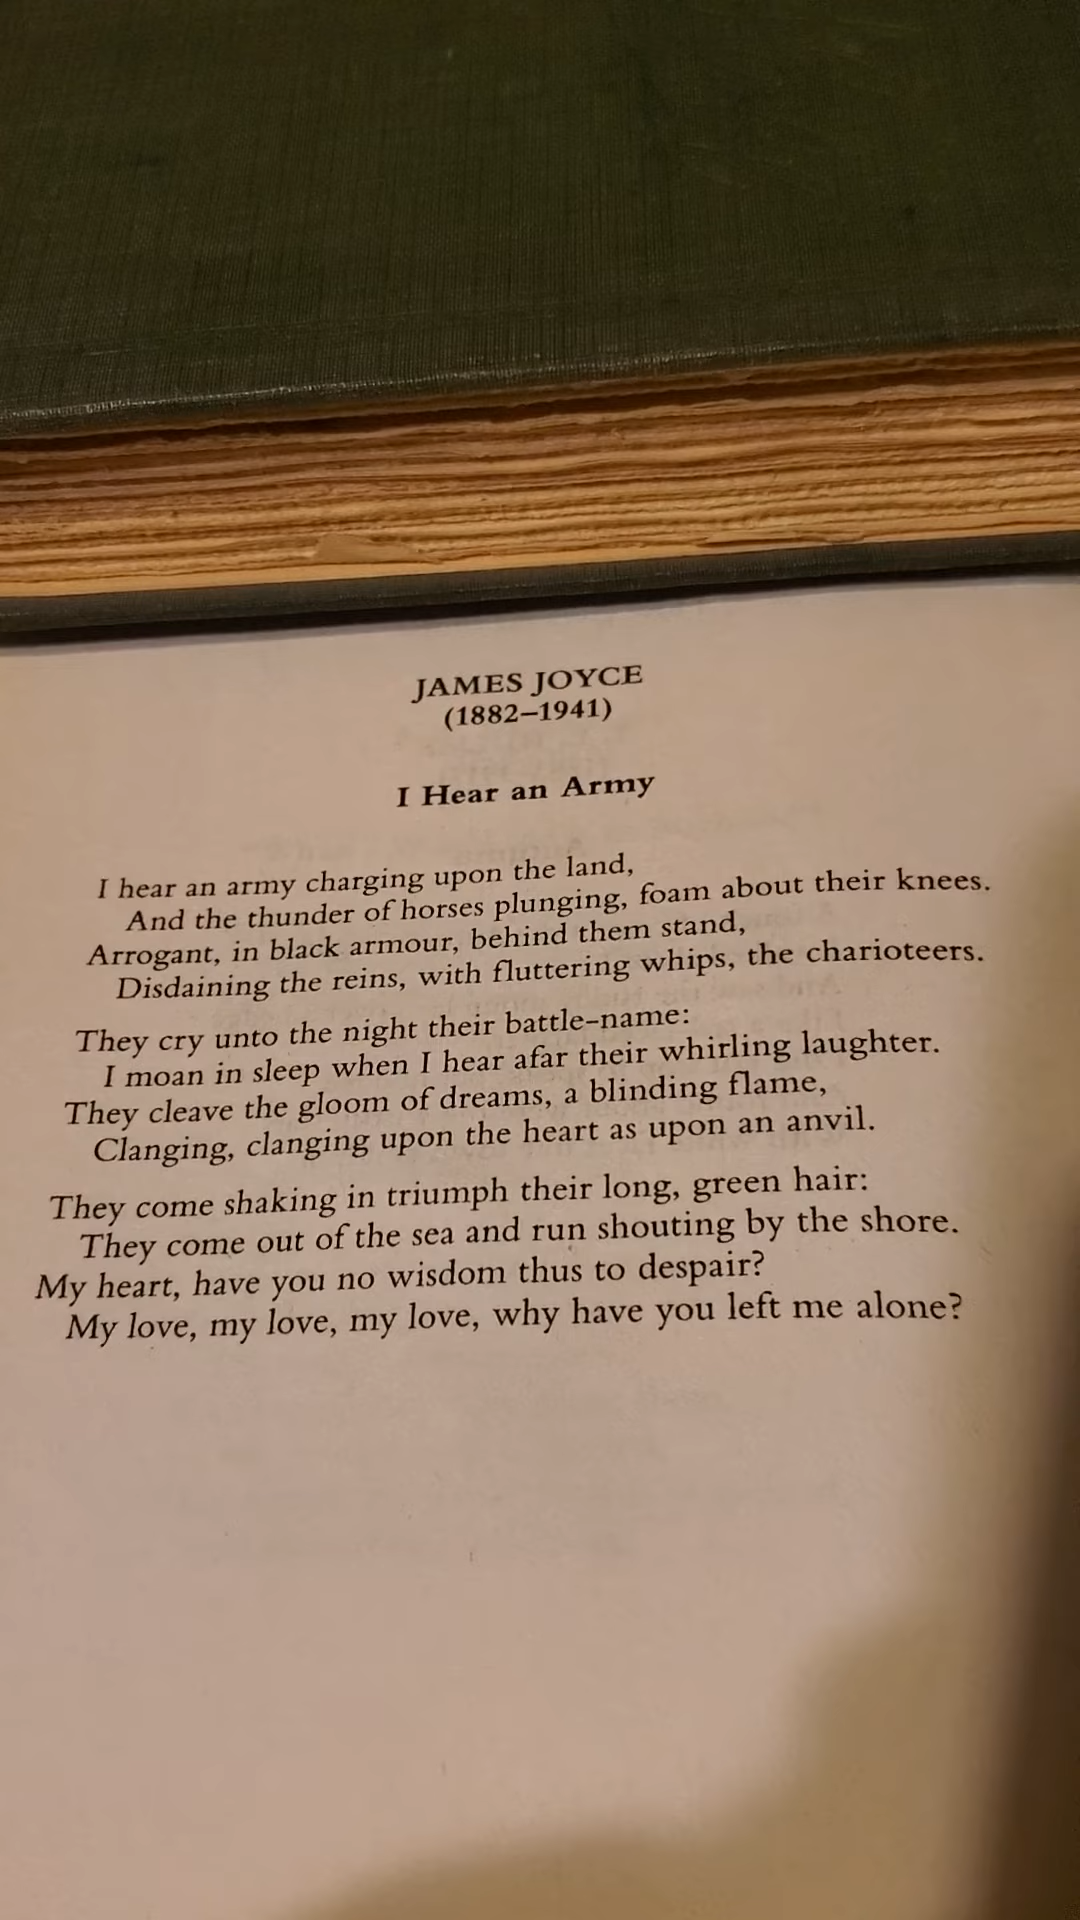 JAMES JOYCE
(1882–1941)
I Hear an Army
I hear an army charging upon the land,
And the thunder of horses plunging, foam about their knees.
Arrogant, in black armour, behind them stand,
Disdaining the reins, with fluttering whips, the charioteers.
They cry unto the night their battle-name:
I moan in sleep when I hear afar their whirling laughter.
They cleave the gloom of dreams, a blinding flame,
Clanging, clanging upon the heart as upon an anvil.
They come shaking in triumph their long, green hair:
They come out of the sea and run shouting by the shore.
My heart, have you no wisdom thus to despair?
My love, my love, my love, why have you left me alone?